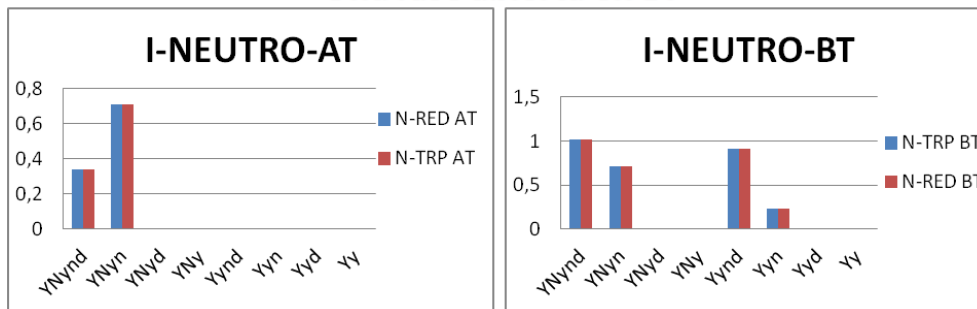 I-NEUTRO-AT
0,8
0,6
0,4
0,2
0
YNynd
YNyn
YNyd
YNy
Yynd
Yyn
Yyd
Yy
N-RED AT
N-TRP AT
I-NEUTRO-BT
1,5
1
0,5
0
YNynd
YNyn
YNyd
YNy
Yynd
Yyn
Yyd
Yy
N-TRP BT
N-RED BT